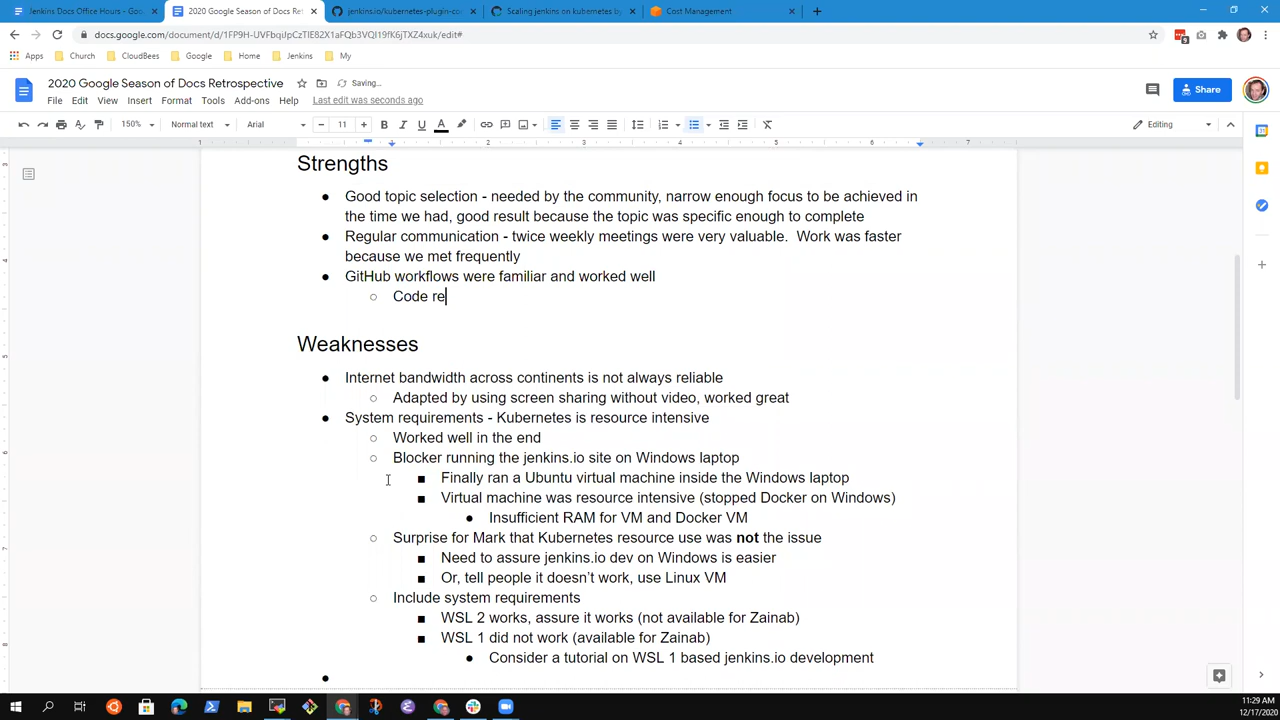 Jenkins Docs Office Hours - Goo
2020 Google Season of Docs Ret
jenkins.io/kubernetes-plugin-co
Scaling jenkins on kubernetes by
Cost Management
docs.google.com/document/d/1FP9H-UVFbqiJpCzTlE82X1aFQb3VQI19fK6jTXZ4xuk/edit#
Apps
Church
CloudBees
Google
Home
Jenkins
My
2020 Google Season of Docs Retrospective
Saving...
File Edit View Insert Format Tools Add-ons Help Last edit was seconds ago
Share
150% Normal text Arial 11 Editing
1 2 3 4 5 6 7
Strengths
● Good topic selection - needed by the community, narrow enough focus to be achieved in
the time we had, good result because the topic was specific enough to complete
● Regular communication - twice weekly meetings were very valuable. Work was faster
because we met frequently
● GitHub workflows were familiar and worked well
○ Code re
Weaknesses
● Internet bandwidth across continents is not always reliable
○ Adapted by using screen sharing without video, worked great
● System requirements - Kubernetes is resource intensive
○ Worked well in the end
○ Blocker running the jenkins.io site on Windows laptop
■ Finally ran a Ubuntu virtual machine inside the Windows laptop
■ Virtual machine was resource intensive (stopped Docker on Windows)
● Insufficient RAM for VM and Docker VM
○ Surprise for Mark that Kubernetes resource use was not the issue
■ Need to assure jenkins.io dev on Windows is easier
■ Or, tell people it doesn't work, use Linux VM
○ Include system requirements
■ WSL 2 works, assure it works (not available for Zainab)
■ WSL 1 did not work (available for Zainab)
● Consider a tutorial on WSL 1 based jenkins.io development
11:29 AM
12/17/2020